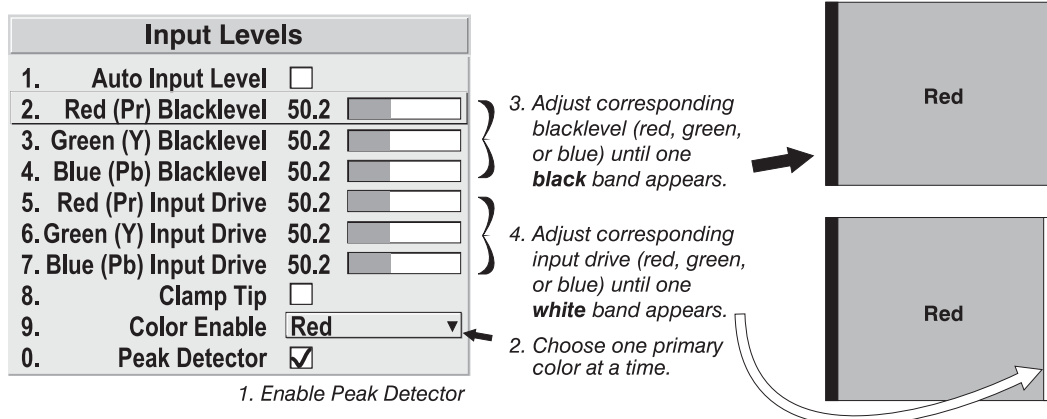 Input Levels
1. Auto Input Level
2. Red (Pr) Blacklevel 50.2
3. Green (Y) Blacklevel 50.2
4. Blue (Pb) Blacklevel 50.2
5. Red (Pr) Input Drive 50.2
6. Green (Y) Input Drive 50.2
7. Blue (Pb) Input Drive 50.2
8. Clamp Tip
9. Color Enable Red
0. Peak Detector
1. Enable Peak Detector
3. Adjust corresponding
blacklevel (red, green,
or blue) until one
black band appears.
4. Adjust corresponding
input drive (red, green,
or blue) until one
white band appears.
2. Choose one primary
color at a time.
Red
Red